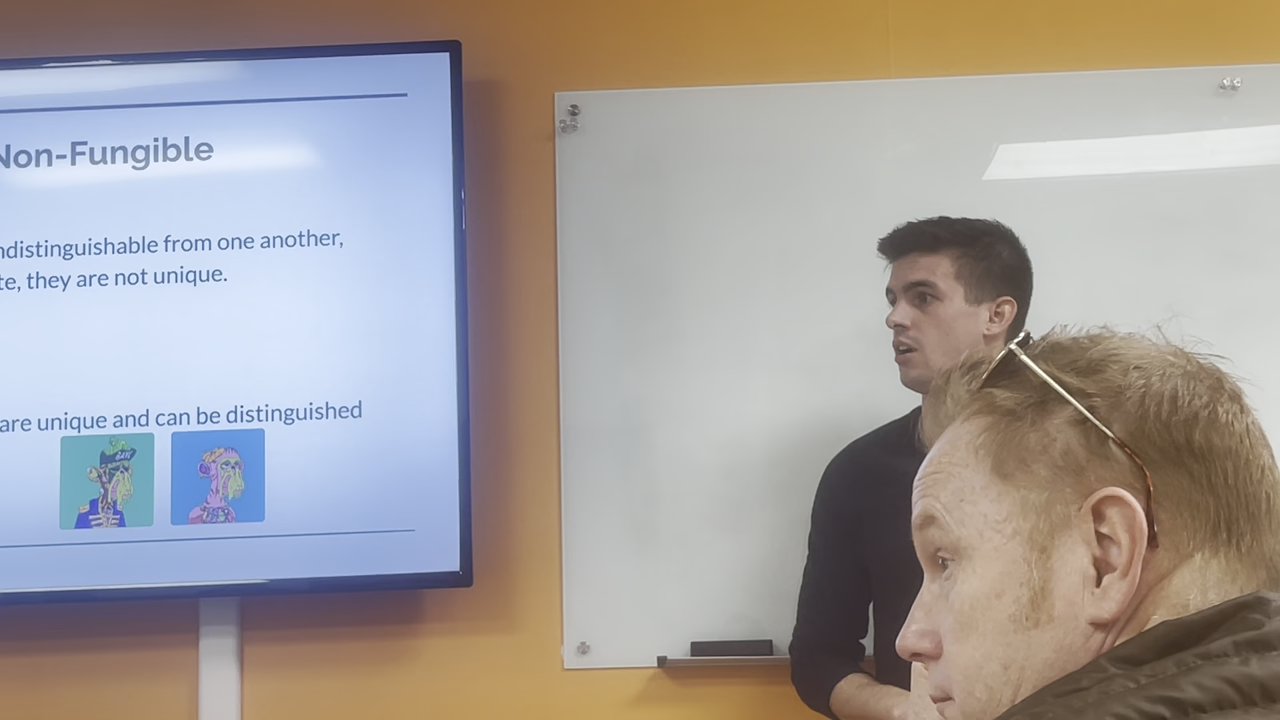 Non-Fungible
ndistinguishable from one another,
te, they are not unique.
are unique and can be distinguished